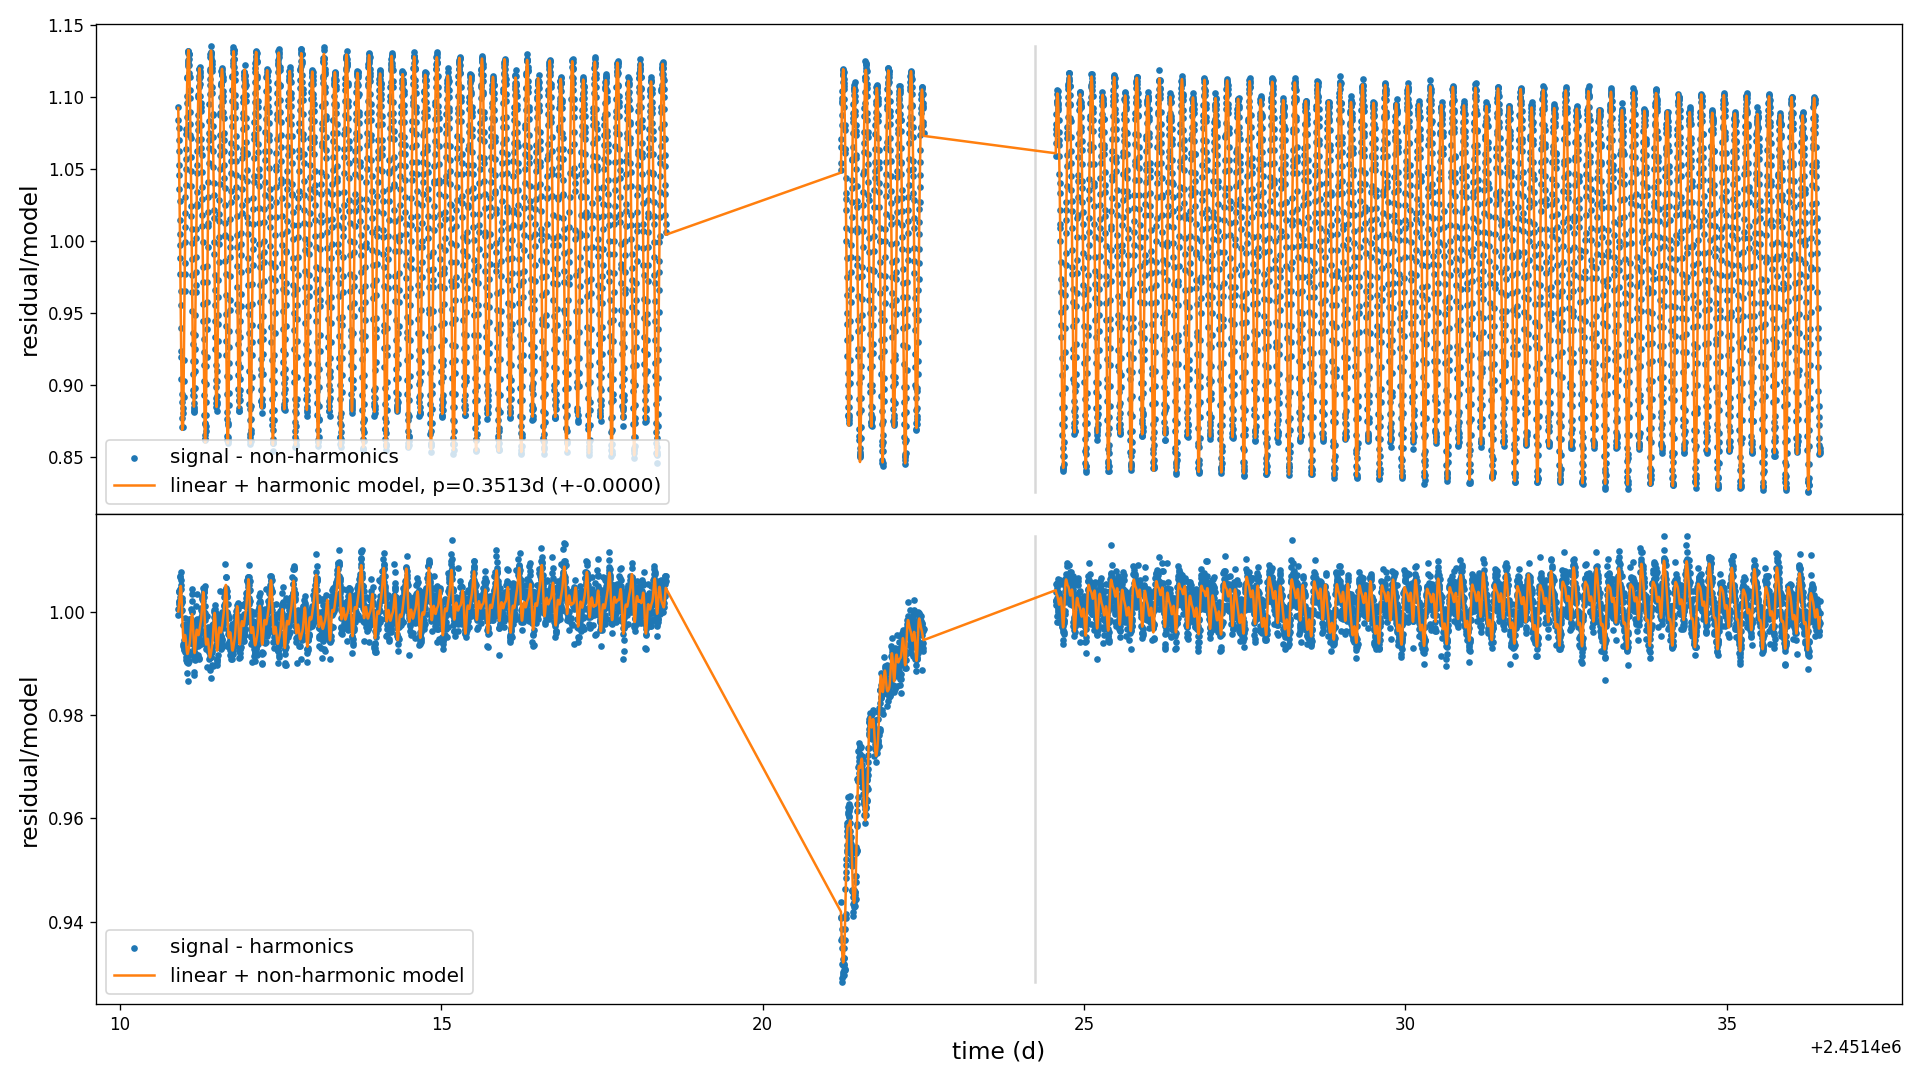 1.15
1.10
1.05
1.00
0.95
0.90
0.85
residual/model
signal - non-harmonics
linear + harmonic model, p=0.3513d (+-0.0000)
1.00
0.98
0.96
0.94
residual/model
signal - harmonics
linear + non-harmonic model
10 15 20 25 30 35
time (d)
+2.4514e6